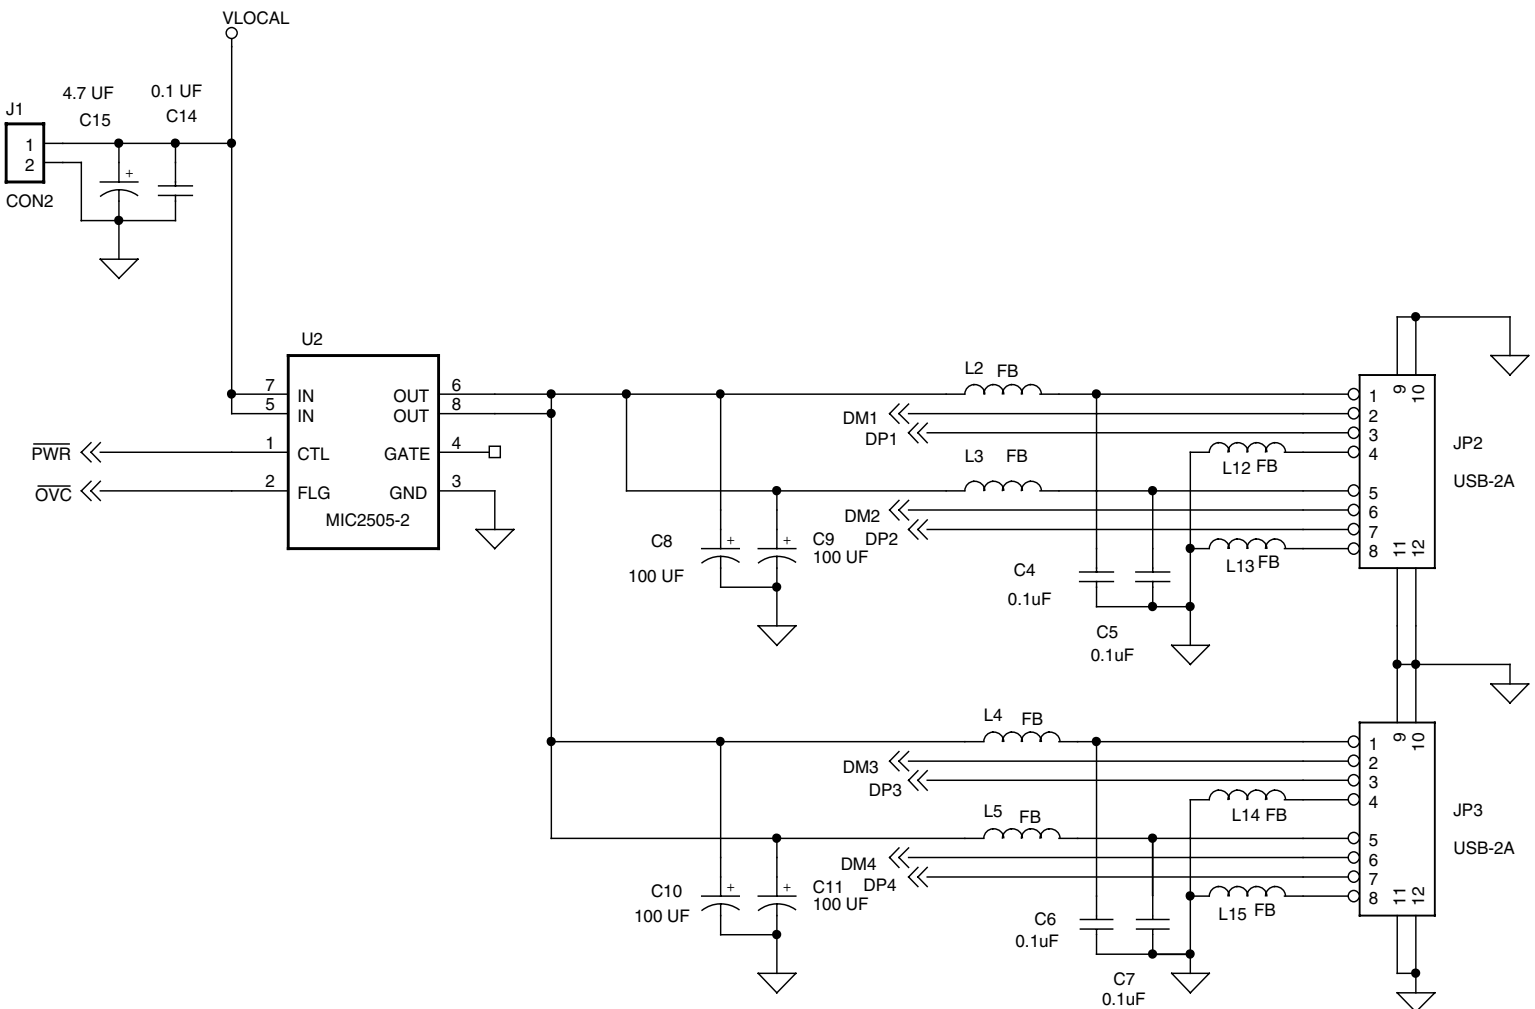 VLOCAL
4.7 UF
0.1 UF
J1
C15
C14
1
2
+
CON2
U2
7 IN
5 IN
1 CTL
2 FLG
OUT 6
OUT 8
GATE 4
GND 3
MIC2505-2
PWR
OVC
L2 FB
DM1
DP1
L3 FB
DM2
DP2
L12 FB
L13 FB
1
2
3
4
5
6
7
8
9
10
11
12
JP2
USB-2A
C8
+
100 UF
+
C9
100 UF
C4
0.1uF
C5
0.1uF
L4 FB
DM3
DP3
L5 FB
DM4
DP4
L14 FB
L15 FB
1
2
3
4
5
6
7
8
9
10
11
12
JP3
USB-2A
C10
+
100 UF
+
C11
100 UF
C6
0.1uF
C7
0.1uF